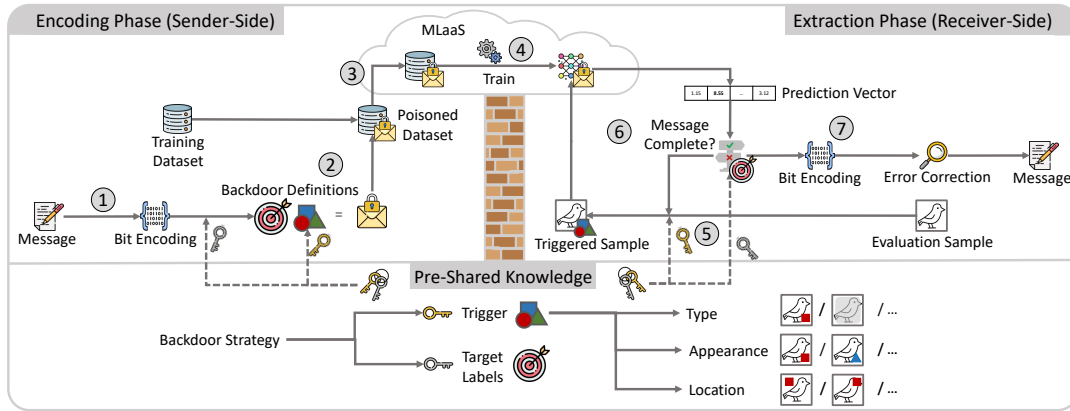 Encoding Phase (Sender-Side)
Extraction Phase (Receiver-Side)
MLaaS
4
3
Train
1.15 8.55 ... 3.12
Prediction Vector
Poisoned
Dataset
Training
Dataset
6
Message
Complete?
7
2
Backdoor Definitions
1
=
Message
Bit Encoding
Bit Encoding
Error Correction
Message
Triggered Sample
5
Evaluation Sample
Pre-Shared Knowledge
Backdoor Strategy
Trigger
Target
Labels
Type
/
/ ...
Appearance
/
/ ...
Location
/
/ ...